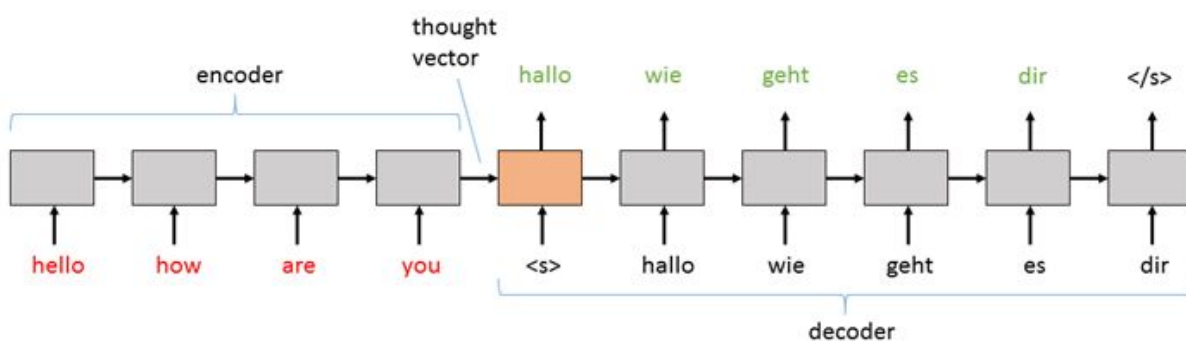 thought
vector
encoder
hallo wie geht es dir </s>
hello how are you <s> hallo wie geht es dir
decoder